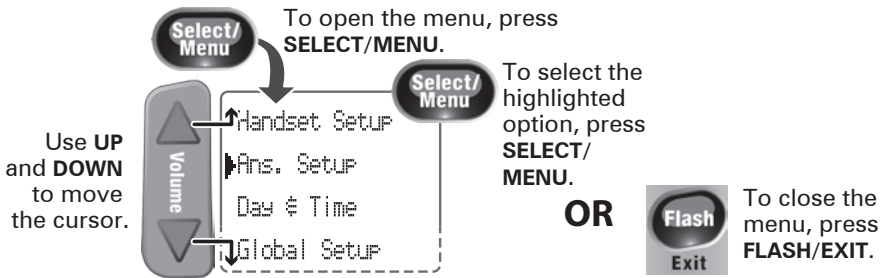 Select/
Menu
To open the menu, press
SELECT/MENU.
Use UP
and DOWN
to move
the cursor.
Volume
Handset Setup
Ans. Setup
Day & Time
Global Setup
Select/
Menu
To select the
highlighted
option, press
SELECT/
MENU.
OR
Flash
Exit
To close the
menu, press
FLASH/EXIT.